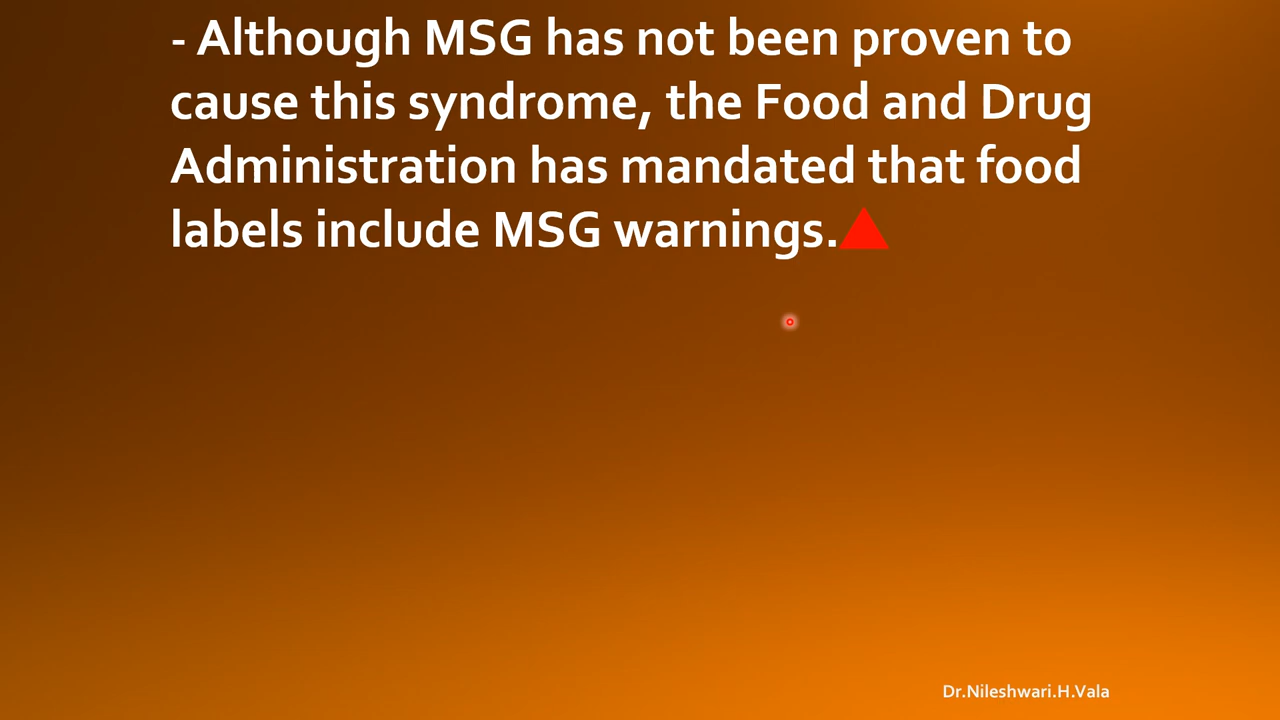 - Although MSG has not been proven to
cause this syndrome, the Food and Drug
Administration has mandated that food
labels include MSG warnings.
Dr.Nileshwari.H.Vala